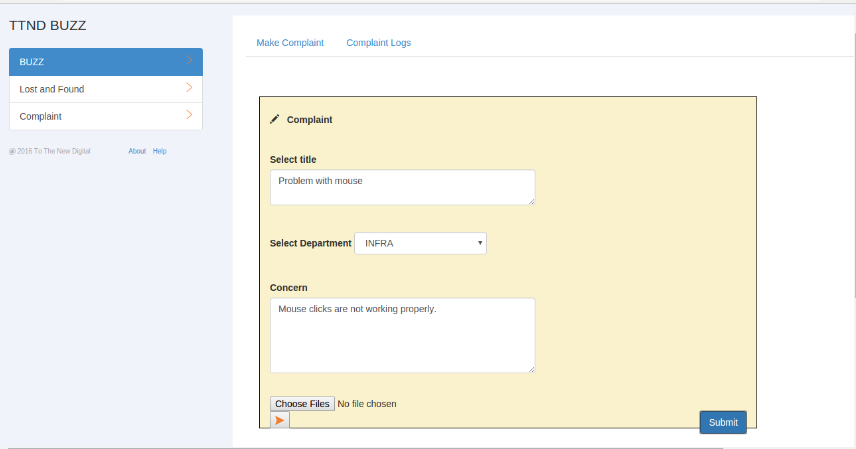 TTND BUZZ
BUZZ
Lost and Found
Complaint
@ 2016 To The New Digital About Help
Make Complaint Complaint Logs
Complaint
Select title
Problem with mouse
Select Department INFRA
Concern
Mouse clicks are not working properly.
Choose Files No file chosen
Submit